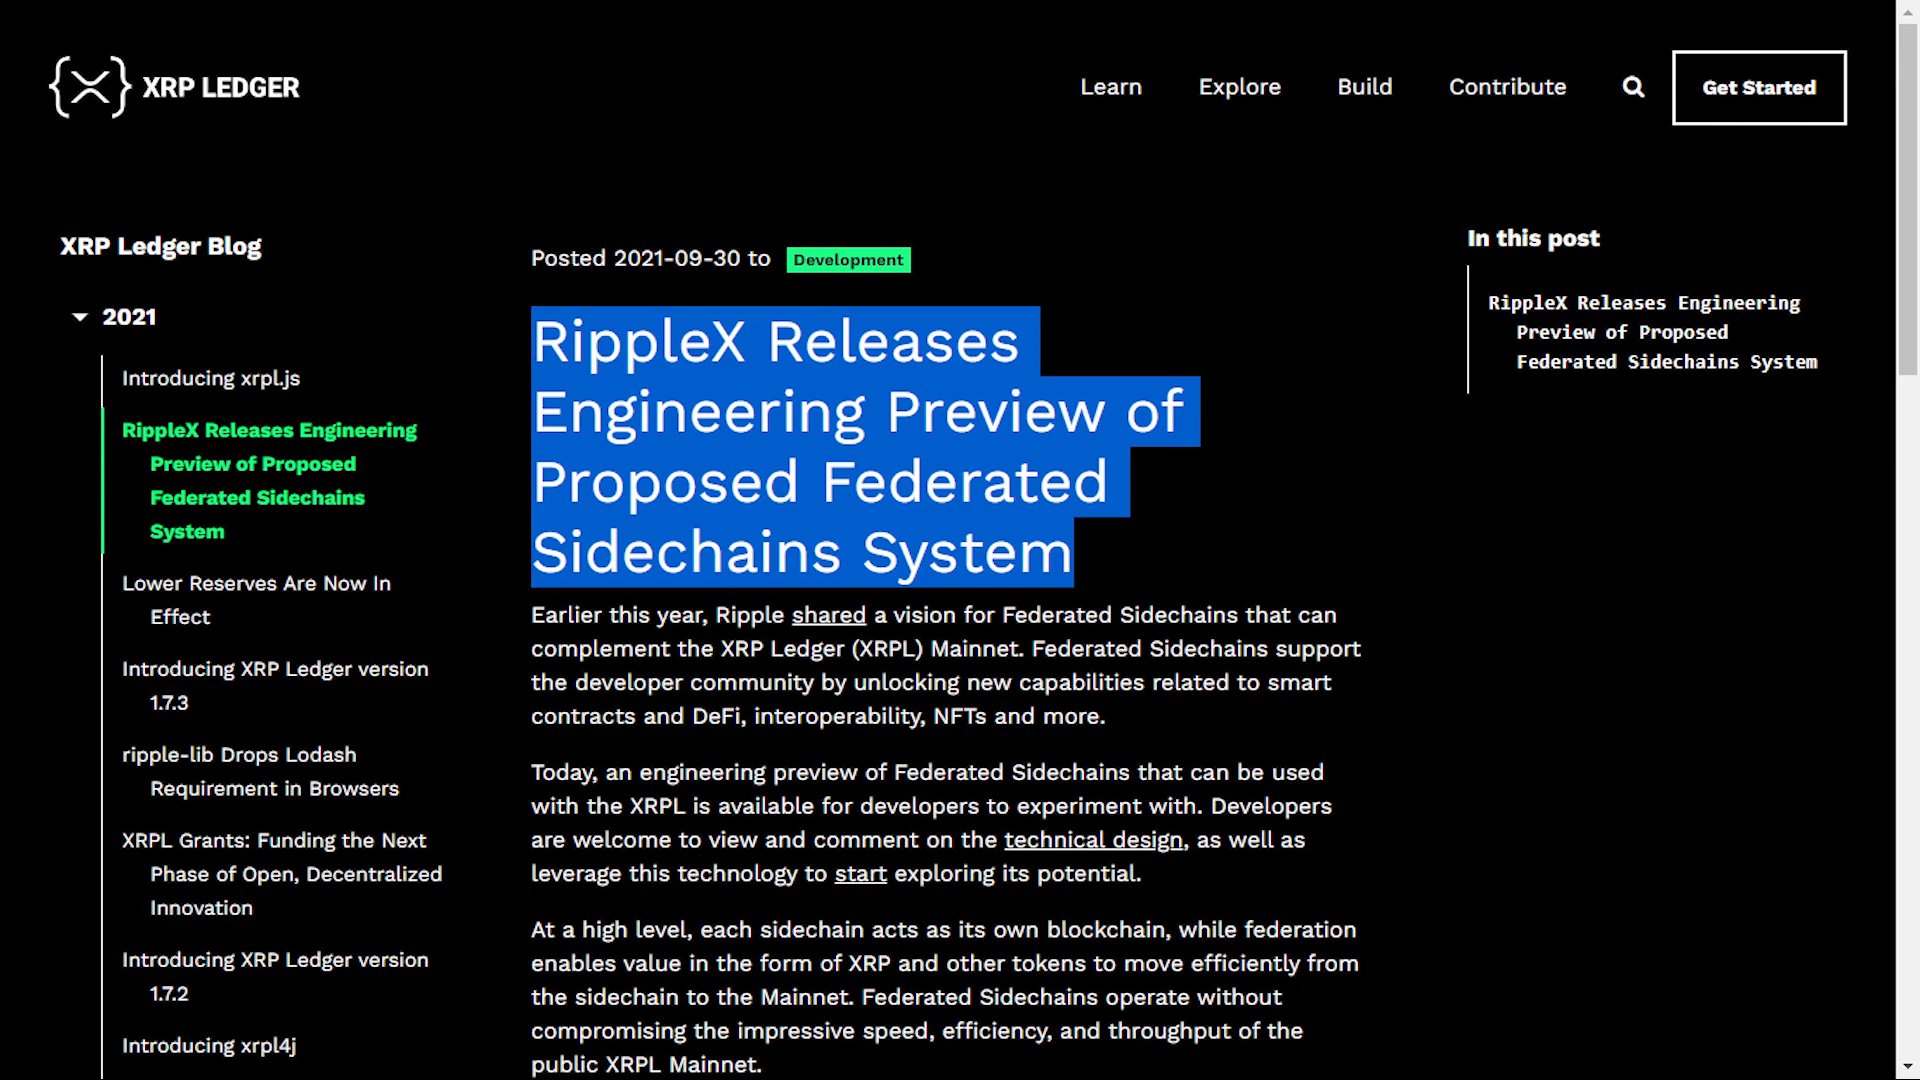 XRP LEDGER
Learn
Explore
Build
Contribute
Get Started
XRP Ledger Blog
2021
Introducing xrpl.js
RippleX Releases Engineering
Preview of Proposed
Federated Sidechains
System
Lower Reserves Are Now In
Effect
Introducing XRP Ledger version
1.7.3
ripple-lib Drops Lodash
Requirement in Browsers
XRPL Grants: Funding the Next
Phase of Open, Decentralized
Innovation
Introducing XRP Ledger version
1.7.2
Introducing xrpl4j
Posted 2021-09-30 to Development
RippleX Releases
Engineering Preview of
Proposed Federated
Sidechains System
Earlier this year, Ripple shared a vision for Federated Sidechains that can
complement the XRP Ledger (XRPL) Mainnet. Federated Sidechains support
the developer community by unlocking new capabilities related to smart
contracts and DeFi, interoperability, NFTs and more.
Today, an engineering preview of Federated Sidechains that can be used
with the XRPL is available for developers to experiment with. Developers
are welcome to view and comment on the technical design, as well as
leverage this technology to start exploring its potential.
At a high level, each sidechain acts as its own blockchain, while federation
enables value in the form of XRP and other tokens to move efficiently from
the sidechain to the Mainnet. Federated Sidechains operate without
compromising the impressive speed, efficiency, and throughput of the
public XRPL Mainnet.
In this post
RippleX Releases Engineering
Preview of Proposed
Federated Sidechains System